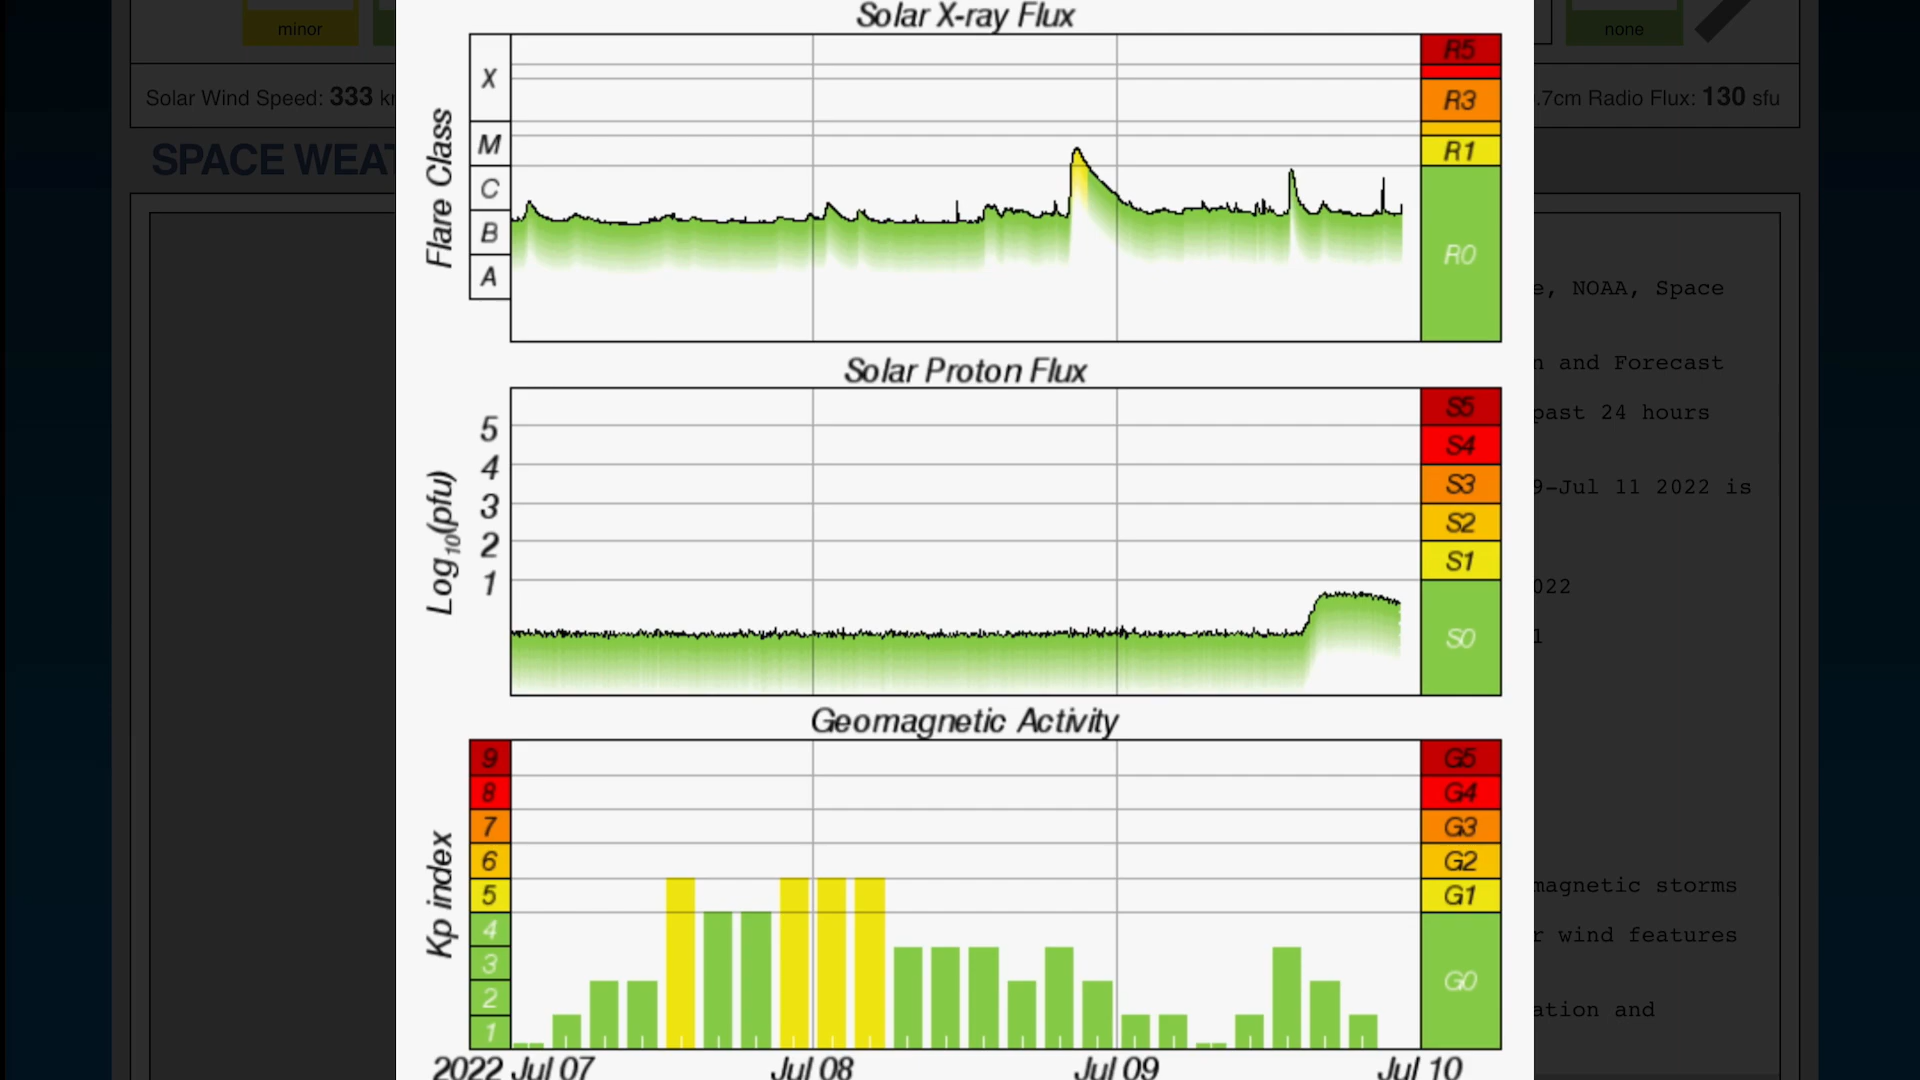 Solar X-ray Flux
minor
none
R5
X
Solar Wind Speed: 333
.7cm Radio Flux: 130 sfu
R3
M
R1
SPACE WEAT
C
Flare Class
B
R0
A
e, NOAA, Space
n and Forecast
Solar Proton Flux
S5
past 24 hours
5
S4
4
S3
9-Jul 11 2022 is
3
S2
2
S1
1
Log10(pfu)
022
1
S0
Geomagnetic Activity
9
G5
8
G4
7
G3
6
G2
5
G1
magnetic storms
Kp index
4
r wind features
3
G0
2
ation and
1
2022 Jul 07
Jul 08
Jul 09
Jul 10